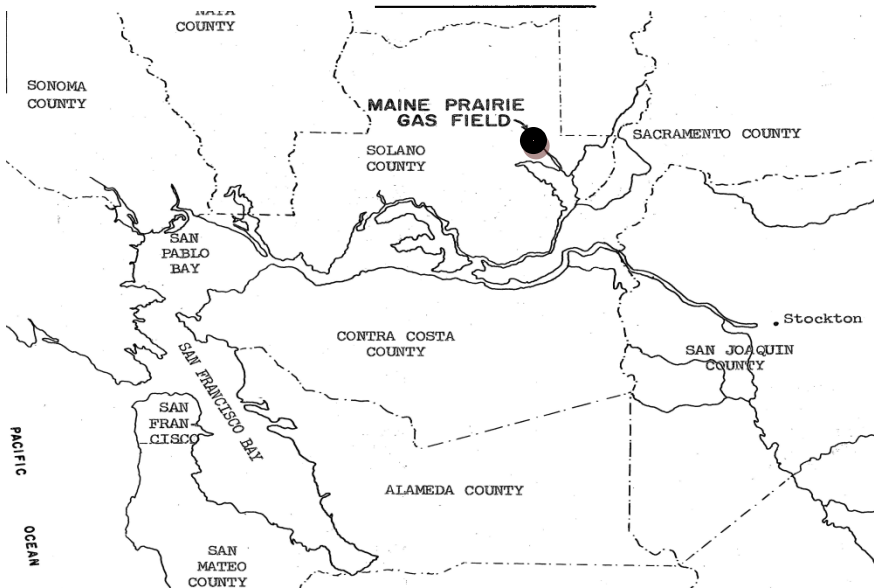 NAPA
COUNTY
SONOMA
COUNTY
MAINE PRAIRIE
GAS FIELD
SACRAMENTO COUNTY
SOLANO
COUNTY
SAN
PABLO
BAY
Stockton
CONTRA COSTA
COUNTY
SAN JOAQUIN
COUNTY
SAN FRANCISCO BAY
SAN
FRAN-
CISCO
PACIFIC
OCEAN
ALAMEDA COUNTY
SAN
MATEO
COUNTY